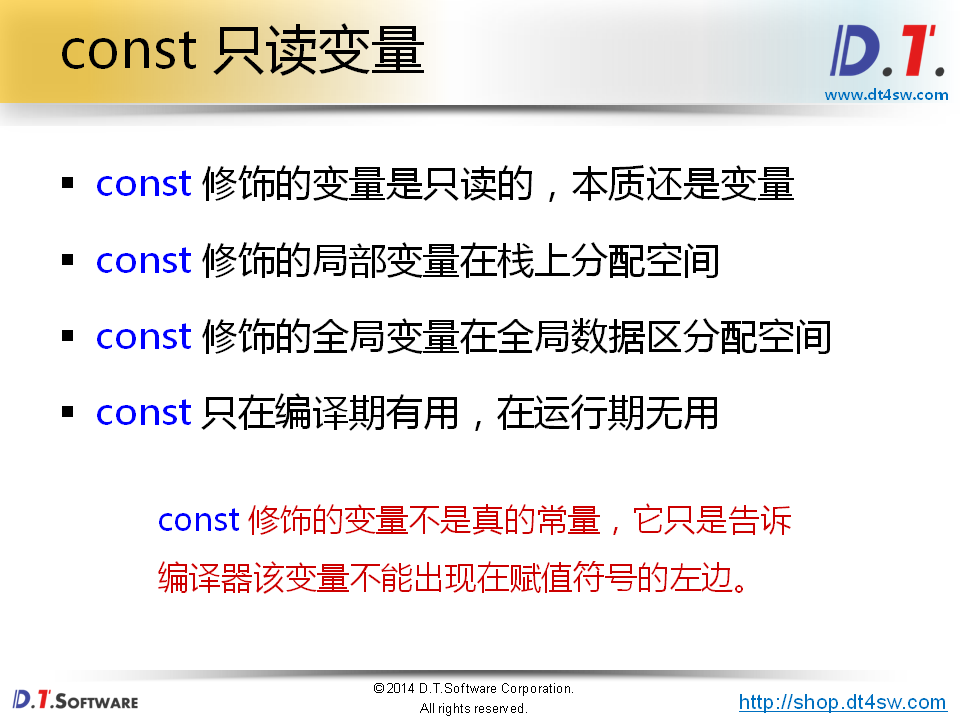 const 只读变量
D.T.
www.dt4sw.com
▪ const 修饰的变量是只读的，本质还是变量
▪ const 修饰的局部变量在栈上分配空间
▪ const 修饰的全局变量在全局数据区分配空间
▪ const 只在编译期有用，在运行期无用
const 修饰的变量不是真的常量，它只是告诉
编译器该变量不能出现在赋值符号的左边。
D.T.SOFTWARE
©2014 D.T.Software Corporation.
All rights reserved.
http://shop.dt4sw.com